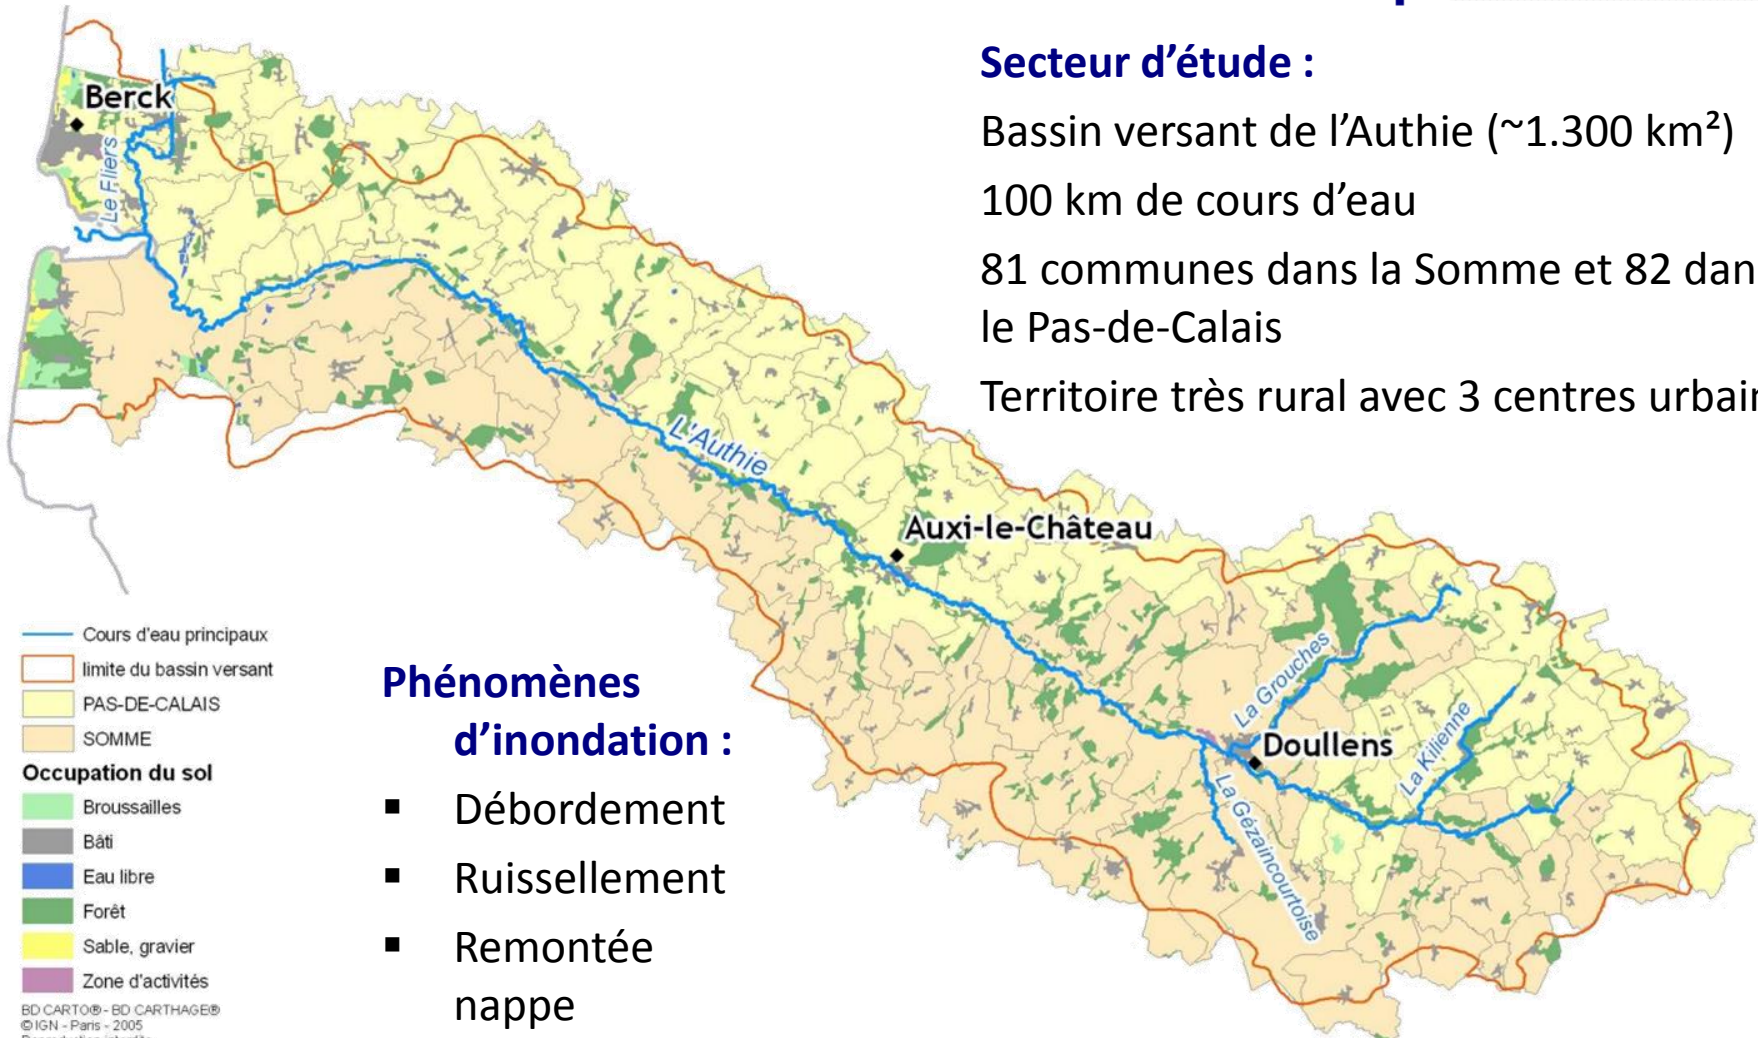 Secteur d’étude :
Bassin versant de l’Authie (~1.300 km²)
100 km de cours d’eau
81 communes dans la Somme et 82 dan
le Pas-de-Calais
Territoire très rural avec 3 centres urbai
Berck
Le Fliers
L'Authie
Auxi-le-Château
La Grouches
Doullens
La Kilienne
La Gézaincourtoise
Cours d'eau principaux
limite du bassin versant
PAS-DE-CALAIS
SOMME
Occupation du sol
Broussailles
Bâti
Eau libre
Forêt
Sable, gravier
Zone d'activités
BD CARTO® - BD CARTHAGE®
© IGN - Paris - 2005
Phénomènes
d’inondation :
▪ Débordement
▪ Ruissellement
▪ Remontée
nappe